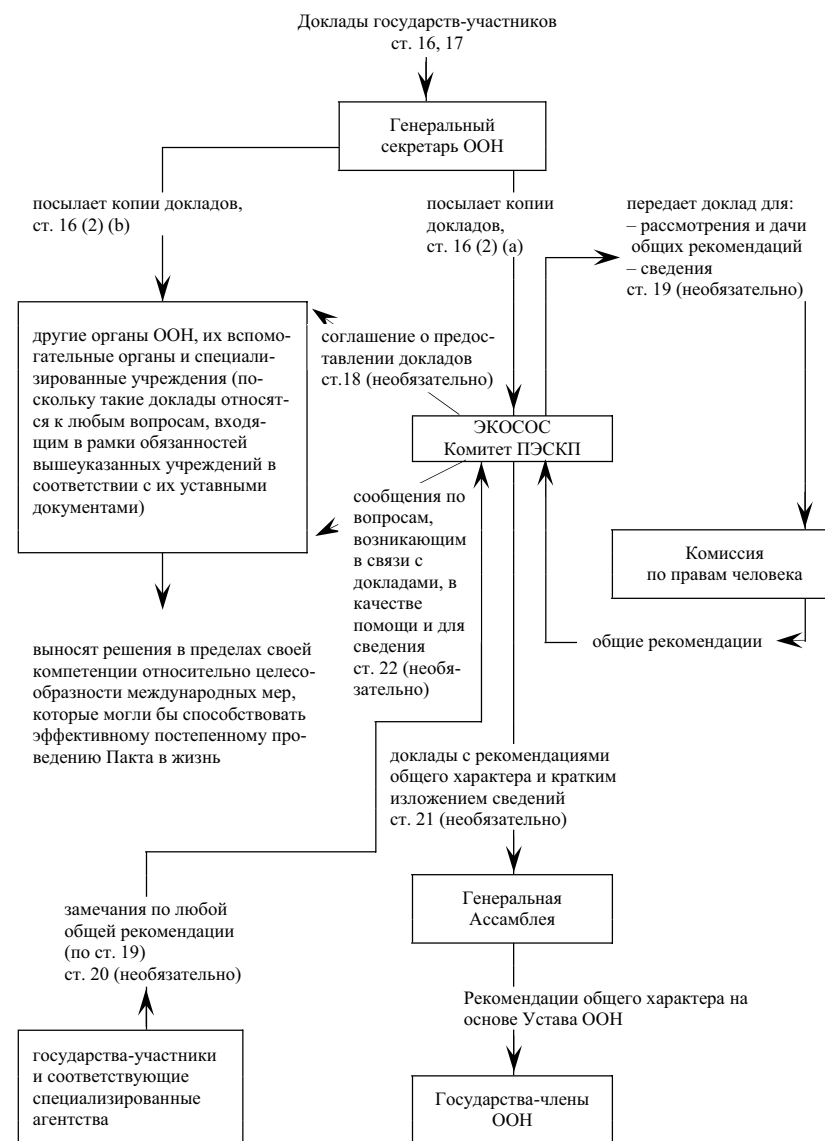 Доклады государств-участников
ст. 16, 17
Генеральный
секретарь ООН
посылает копии докладов,
ст. 16 (2) (b)
посылает копии
докладов,
ст. 16 (2) (a)
передает доклад для:
– рассмотрения и дачи
общих рекомендаций
– сведения
ст. 19 (необязательно)
другие органы ООН, их вспомо-
гательные органы и специали-
зированные учреждения (по-
скольку такие доклады относят-
ся к любым вопросам, входя-
щим в рамки обязанностей
вышеуказанных учреждений в
соответствии с их уставными
документами)
соглашение о предос-
тавлении докладов
ст.18 (необязательно)
ЭКОСОС
Комитет ПЭСКП
сообщения по
вопросам,
возникающим
в связи с
докладами, в
качестве
помощи и для
сведения
ст. 22 (необя-
зательно)
Комиссия
по правам человека
общие рекомендации
выносят решения в пределах своей
компетенции относительно целесо-
образности международных мер,
которые могли бы способствовать
эффективному постепенному про-
ведению Пакта в жизнь
доклады с рекомендациями
общего характера и кратким
изложением сведений
ст. 21 (необязательно)
замечания по любой
общей рекомендации
(по ст. 19)
ст. 20 (необязательно)
Генеральная
Ассамблея
Рекомендации общего характера на
основе Устава ООН
государства-участники
и соответствующие
специализированные
агентства
Государства-члены
ООН